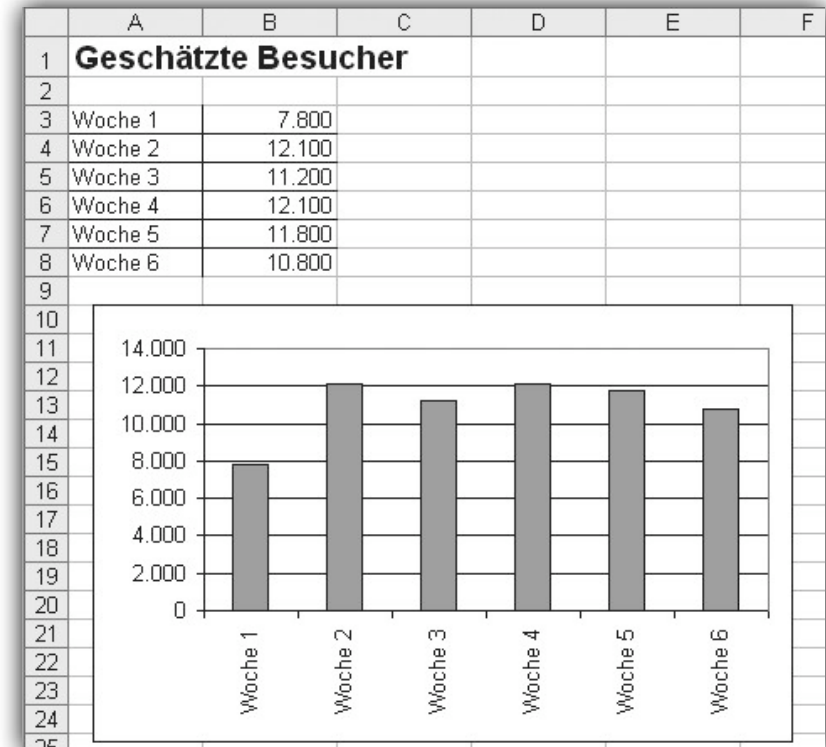 A B C D E F
1 Geschätzte Besucher
2
3 Woche 1 7.800
4 Woche 2 12.100
5 Woche 3 11.200
6 Woche 4 12.100
7 Woche 5 11.800
8 Woche 6 10.800
9
10
11 14.000
12 12.000
13
14 10.000
15 8.000
16
17 6.000
18 4.000
19 2.000
20 0
21
22
23
24
25
Woche 1 Woche 2 Woche 3 Woche 4 Woche 5 Woche 6